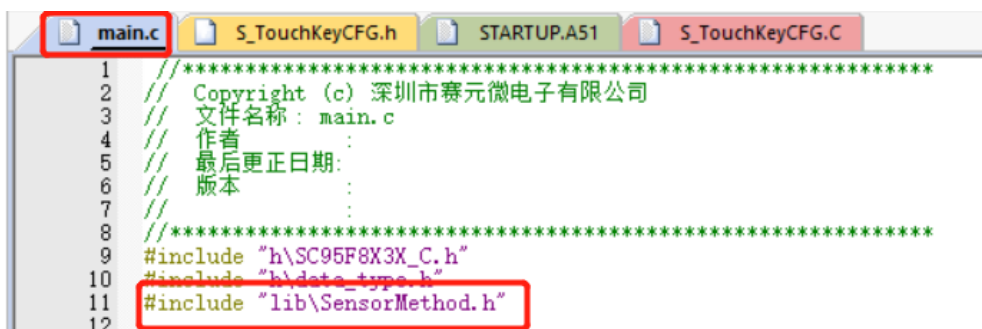 main.c S_TouchKeyCFG.h STARTUP.A51 S_TouchKeyCFG.C
1 //************************************************************
2 // Copyright (c) 深圳市赛元微电子有限公司
3 // 文件名称: main.c
4 // 作者 :
5 // 最后更正日期:
6 // 版本 :
7 // :
8 //************************************************************
9 #include "h\SC95F8X3X_C.h"
10 #include "h\data_type.h"
11 #include "lib\SensorMethod.h"
12